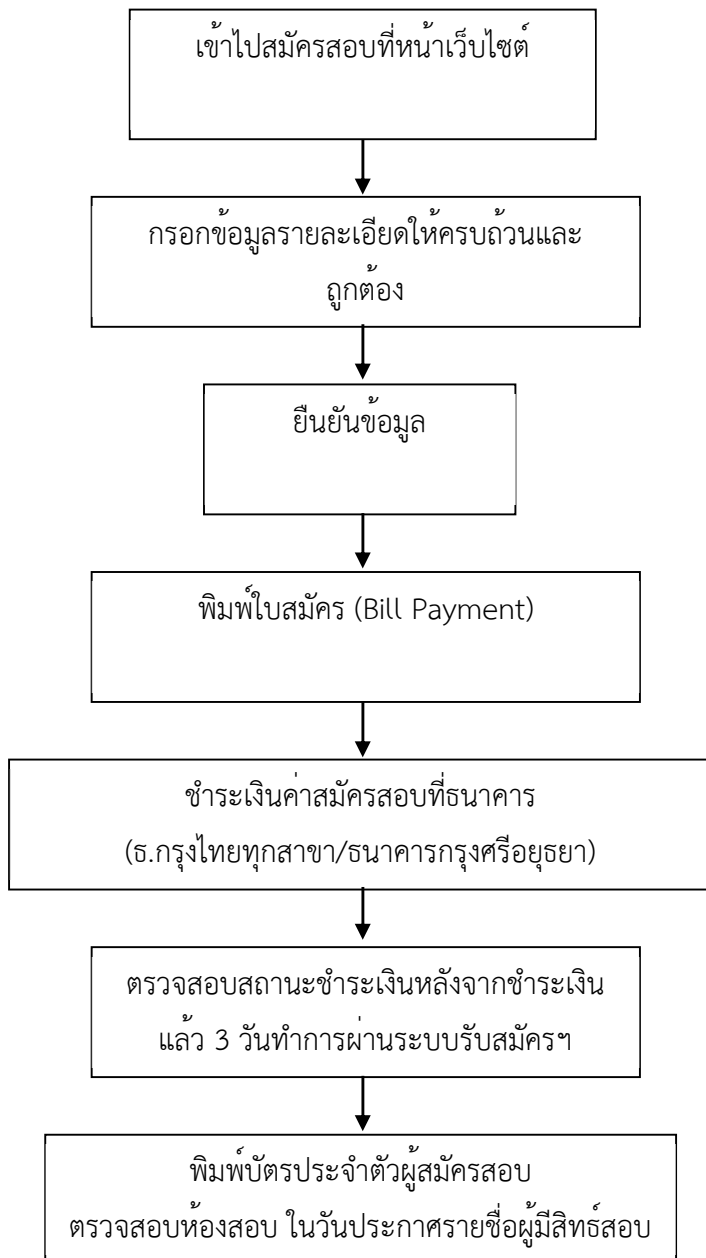 เข้าไปสมัครสอบที่หน้าเว็บไซต์
กรอกข้อมูลรายละเอียดให้ครบถ้วนและ
ถูกต้อง
ยืนยันข้อมูล
พิมพ์ใบสมัคร (Bill Payment)
ชำระเงินค่าสมัครสอบที่ธนาคาร
(ธ.กรุงไทยทุกสาขา/ธนาคารกรุงศรีอยุธยา)
ตรวจสอบสถานะชำระเงินหลังจากชำระเงิน
แล้ว 3 วันทำการผ่านระบบรับสมัครฯ
พิมพ์บัตรประจำตัวผู้สมัครสอบ
ตรวจสอบห้องสอบ ในวันประกาศรายชื่อผู้มีสิทธ์สอบ